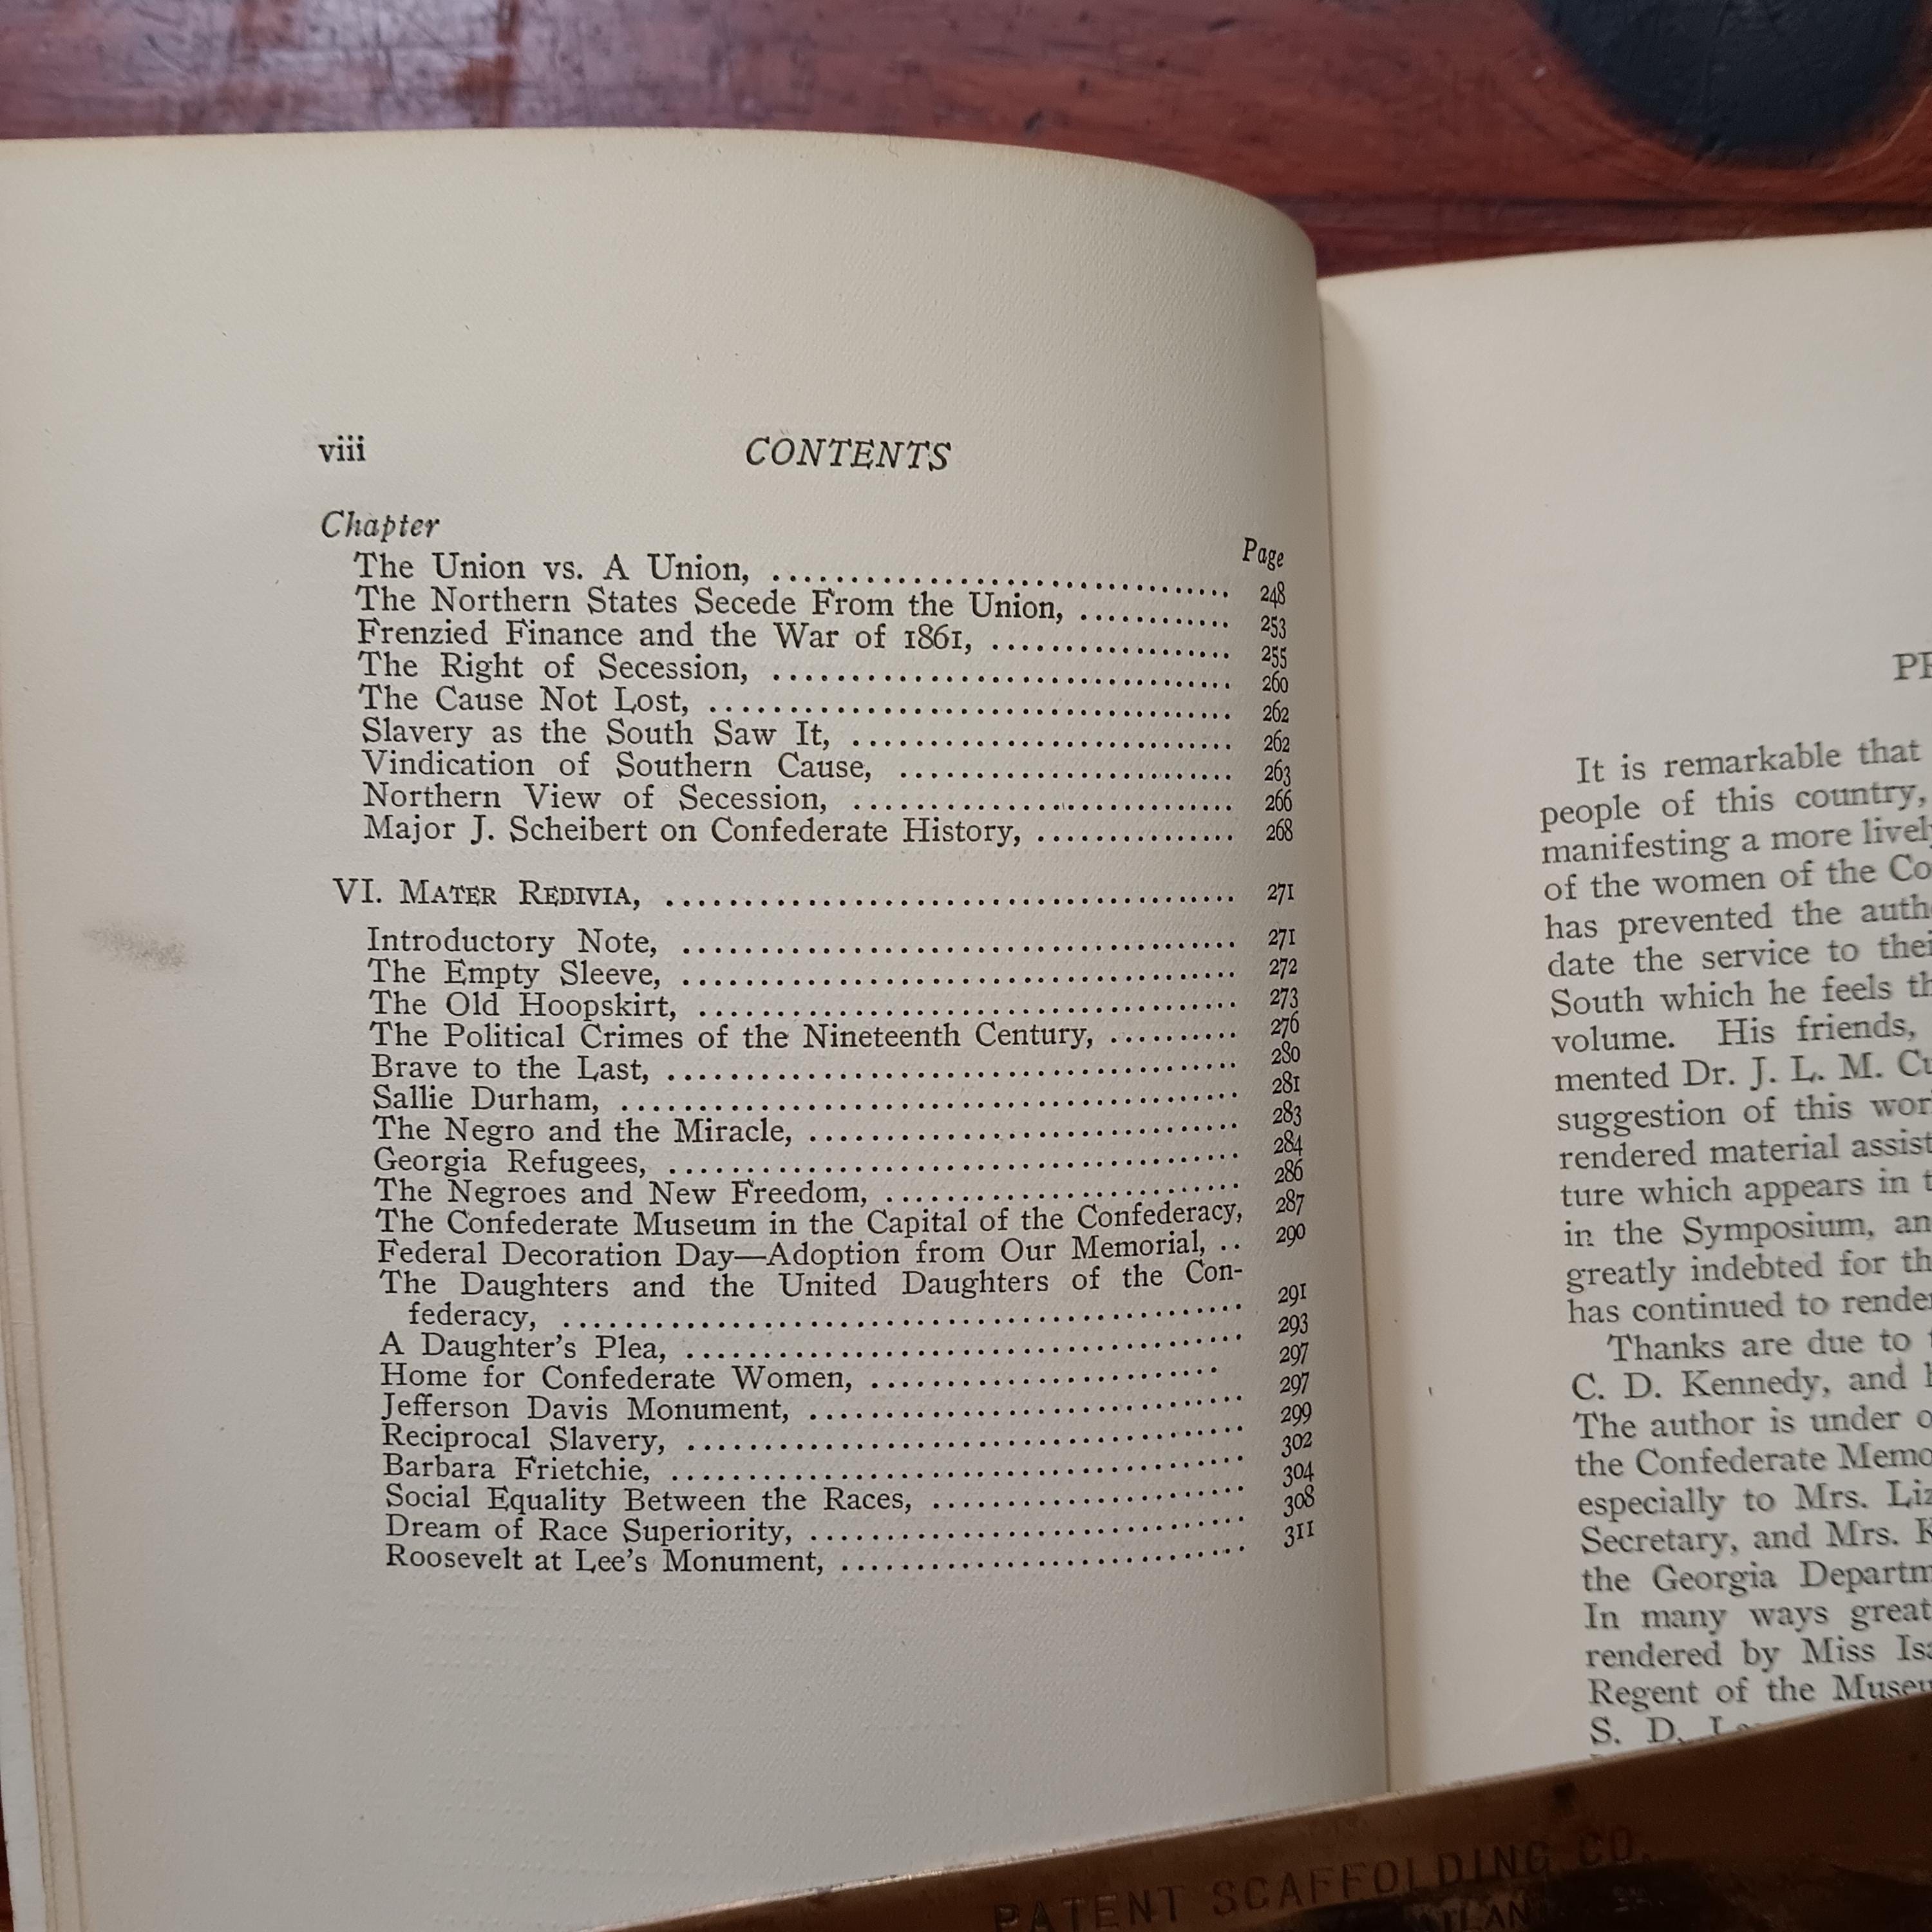 viii CONTENTS
Chapter Page
The Union vs. A Union, ........ 248
The Northern States Secede From the Union, ........ 253
Frenzied Finance and the War of 1861, ........ 255
The Right of Secession, ........ 260
The Cause Not Lost, ........ 262
Slavery as the South Saw It, ........ 262
Vindication of Southern Cause, ........ 263
Northern View of Secession, ........ 266
Major J. Scheibert on Confederate History, ........ 268
VI. MATER REDIVIA, ........ 271
Introductory Note, ........ 271
The Empty Sleeve, ........ 272
The Old Hoopskirt, ........ 273
The Political Crimes of the Nineteenth Century, ........ 276
Brave to the Last, ........ 280
Sallie Durham, ........ 281
The Negro and the Miracle, ........ 283
Georgia Refugees, ........ 284
The Negroes and New Freedom, ........ 286
The Confederate Museum in the Capital of the Confederacy, 287
Federal Decoration Day—Adoption from Our Memorial, .. 290
The Daughters and the United Daughters of the Con-
federacy, ........ 291
A Daughter's Plea, ........ 293
Home for Confederate Women, ........ 297
Jefferson Davis Monument, ........ 297
Reciprocal Slavery, ........ 299
Barbara Frietchie, ........ 302
Social Equality Between the Races, ........ 304
Dream of Race Superiority, ........ 308
Roosevelt at Lee's Monument, ........ 311
It is remarkable that
people of this country,
manifesting a more
of the women of the
has prevented the
date the service to
South which he feels
volume. His friends,
mented Dr. J. L. M.
suggestion of this
rendered material
ture which appears in
in the Symposium,
greatly indebted for
has continued to
Thanks are due to
C. D. Kennedy, and
The author is under
the Confederate
especially to Mrs.
Secretary, and Mrs.
the Georgia
In many ways
rendered by Miss
Regent of the
S. D.
PATENT SCAFFOLDING CO.